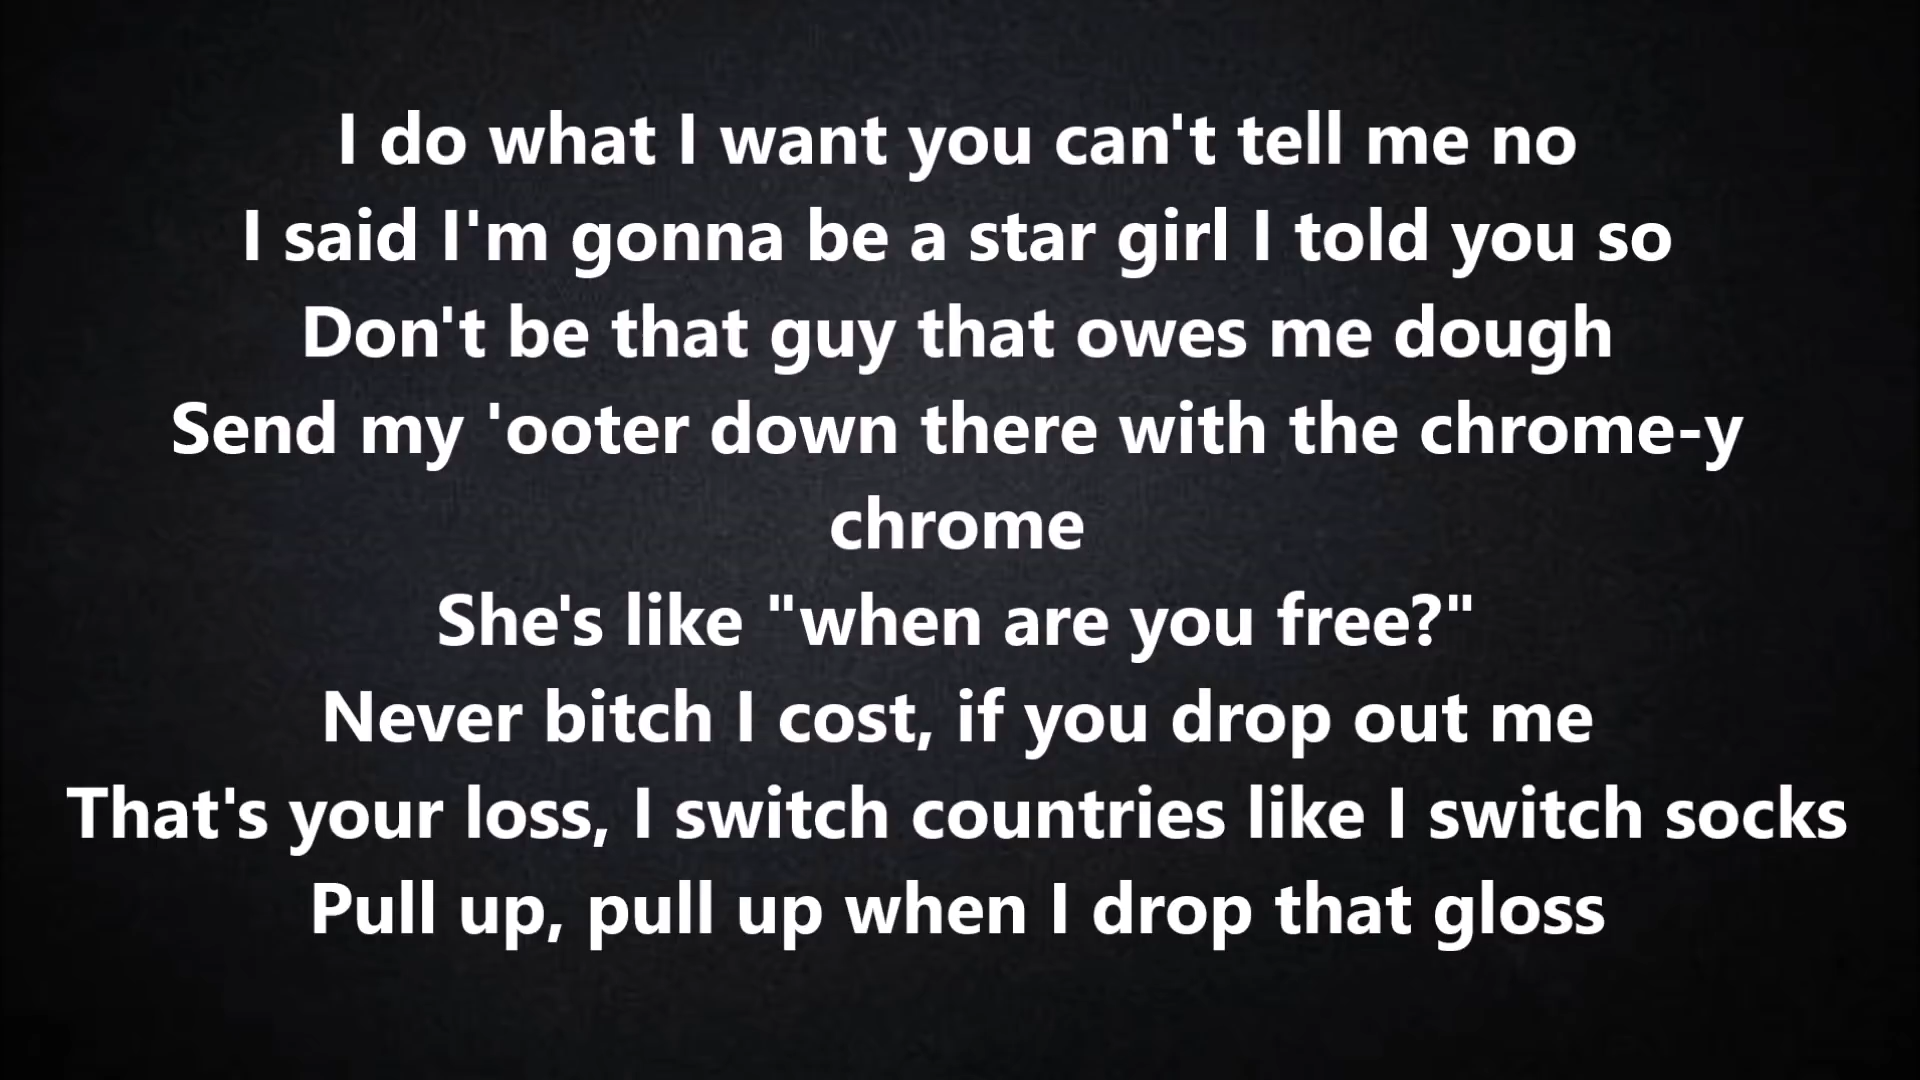 I do what I want you can't tell me no
I said I'm gonna be a star girl I told you so
Don't be that guy that owes me dough
Send my 'ooter down there with the chrome-y
chrome
She's like "when are you free?"
Never bitch I cost, if you drop out me
That's your loss, I switch countries like I switch socks
Pull up, pull up when I drop that gloss